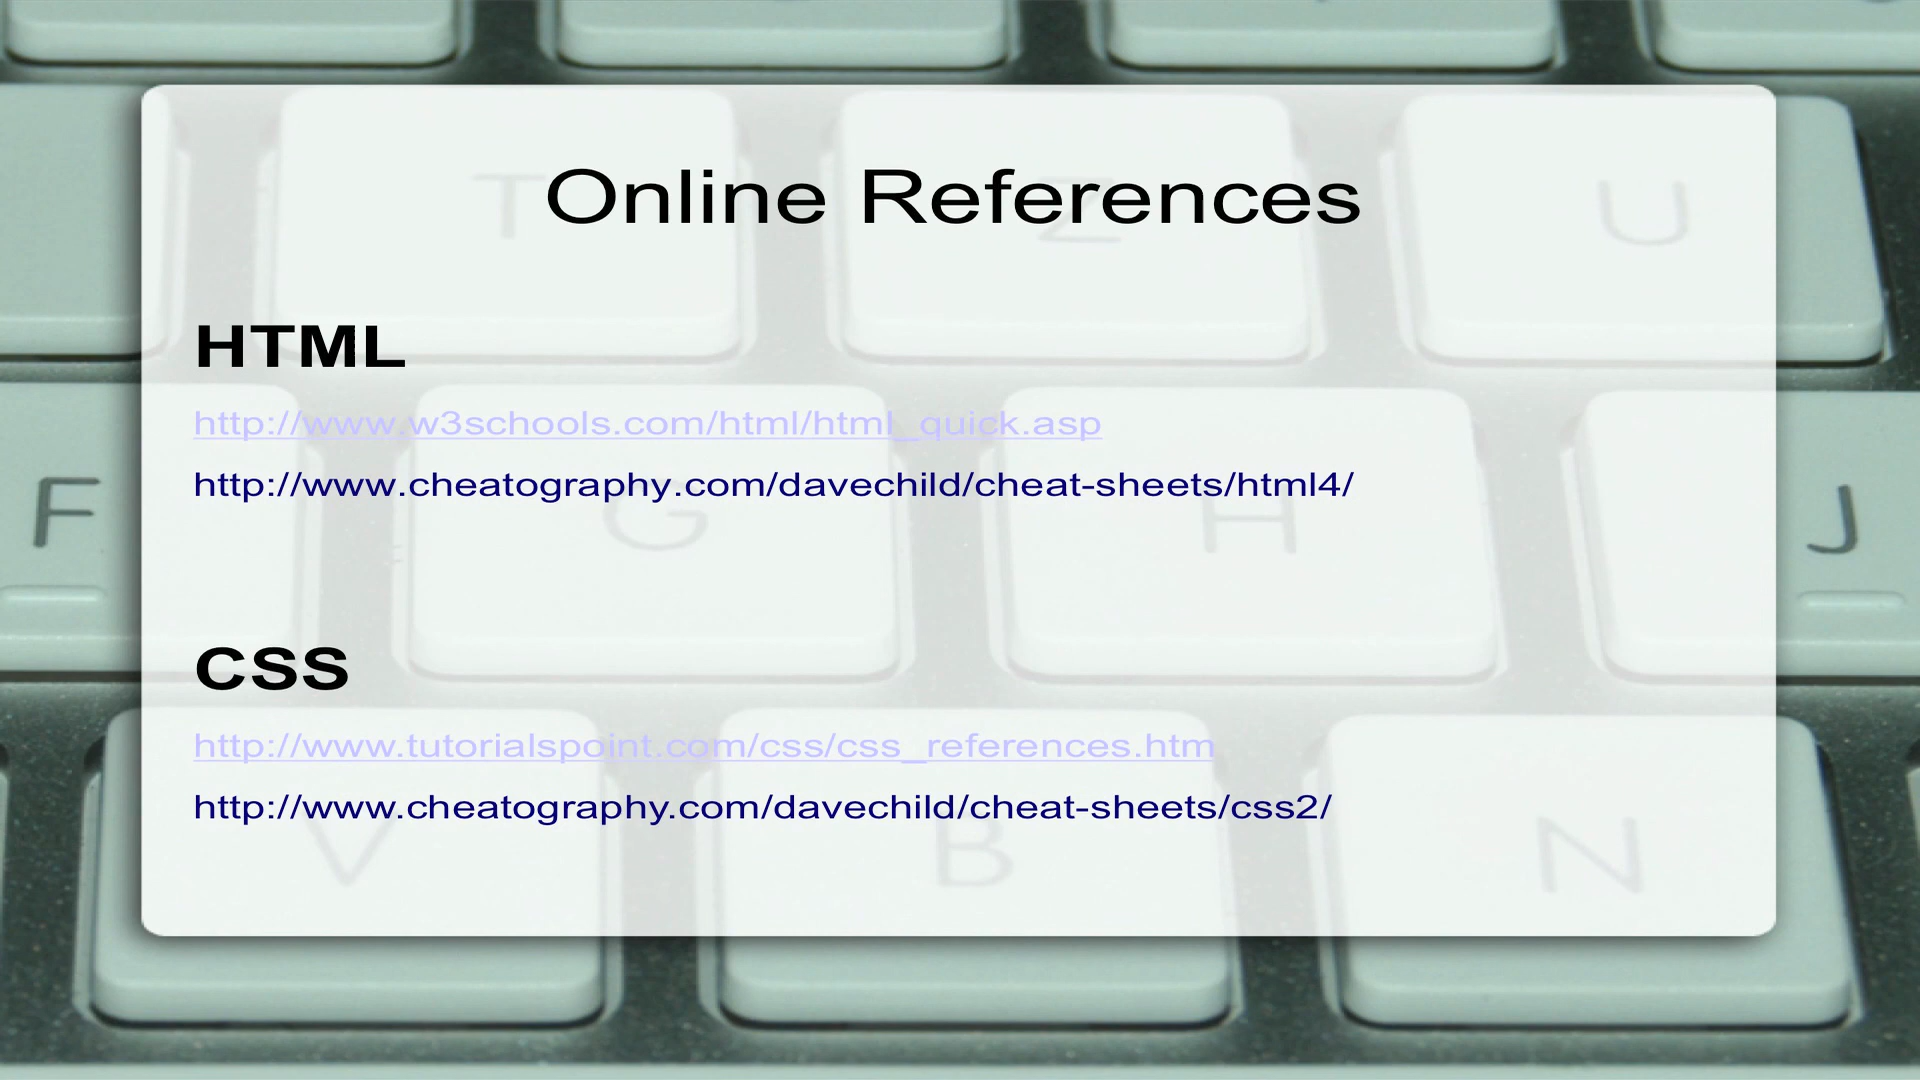 Online References
HTML
http://www.w3schools.com/html/html_quick.asp
http://www.cheatography.com/davechild/cheat-sheets/html4/
CSS
http://www.tutorialspoint.com/css/css_references.htm
http://www.cheatography.com/davechild/cheat-sheets/css2/
T
Z
U
F
G
H
J
V
B
N